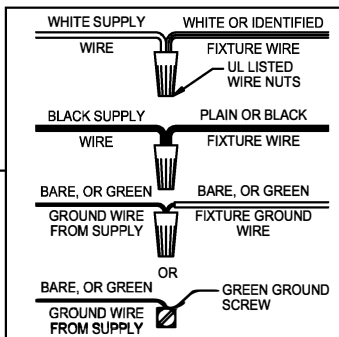 WHITE SUPPLY WHITE OR IDENTIFIED
WIRE FIXTURE WIRE
UL LISTED
WIRE NUTS
BLACK SUPPLY PLAIN OR BLACK
WIRE FIXTURE WIRE
BARE, OR GREEN BARE, OR GREEN
GROUND WIRE FIXTURE GROUND
FROM SUPPLY WIRE
OR
BARE, OR GREEN GREEN GROUND
SCREW
GROUND WIRE
FROM SUPPLY